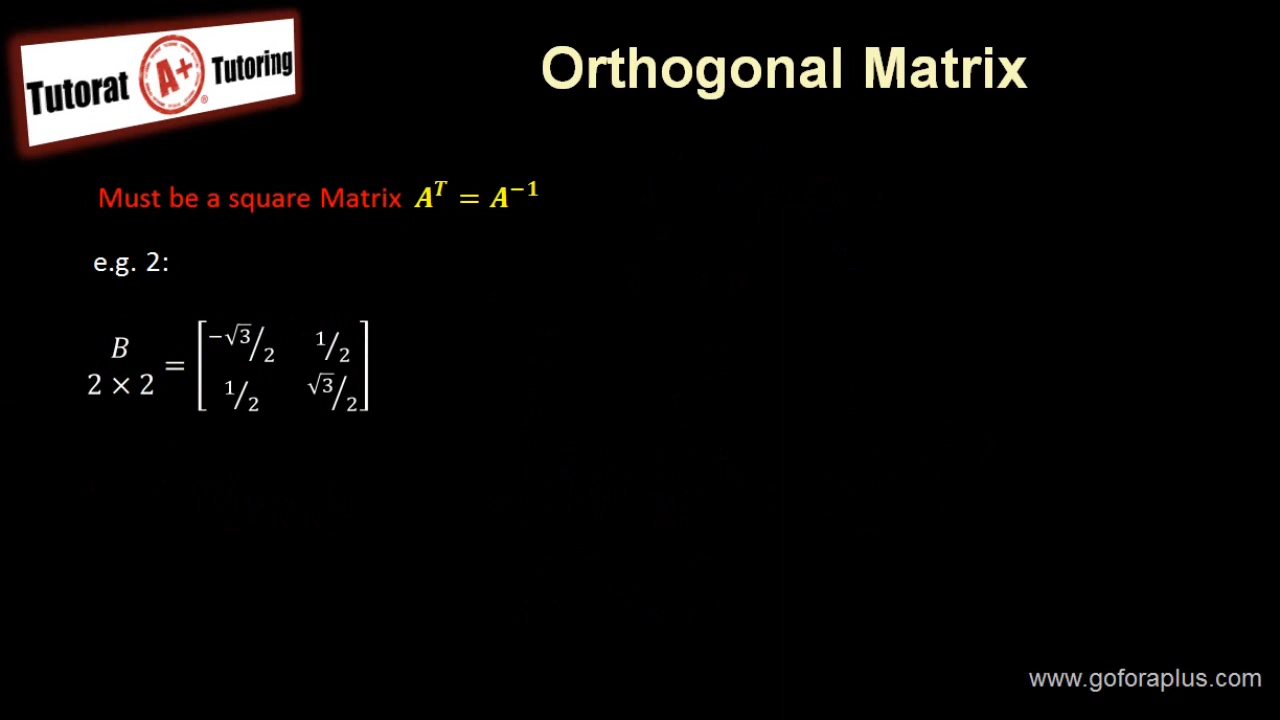 Tutorat A+ Tutoring ®
Orthogonal Matrix
Must be a square Matrix A^T = A^−1
e.g. 2:
B
2 × 2
= [ −√3/2 1/2
1/2 √3/2 ]
www.goforaplus.com